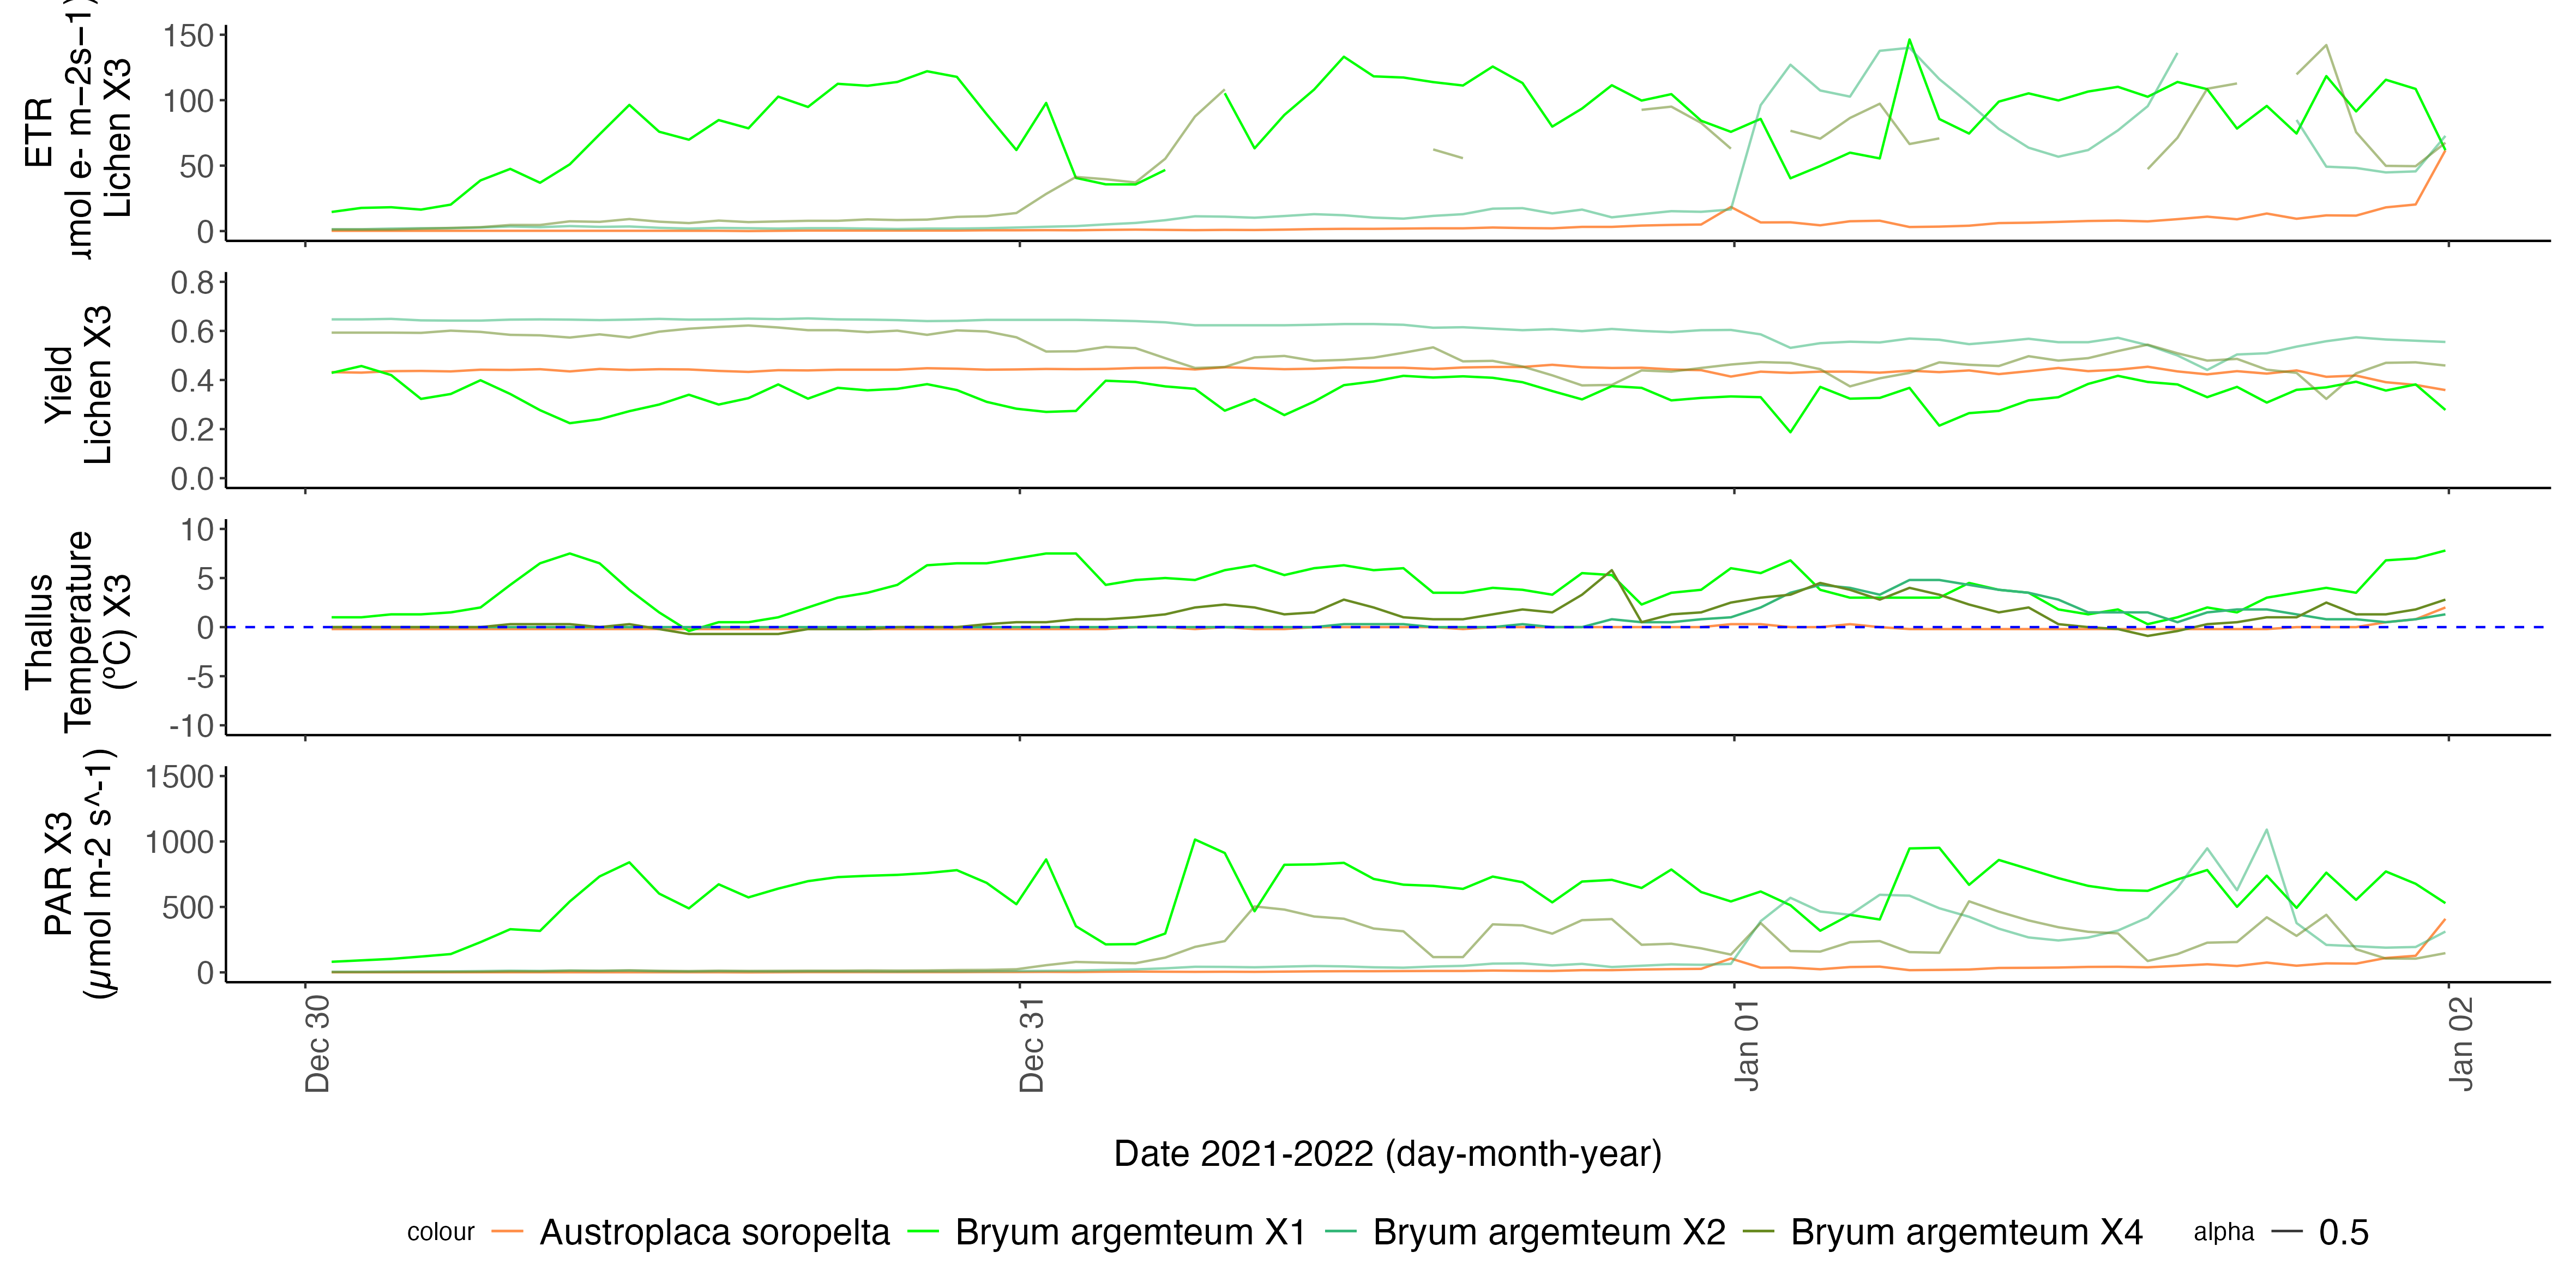 ETR
µmol e- m−2s−1)
Lichen X3
150
100
50
0
Yield
Lichen X3
0.8
0.6
0.4
0.2
0.0
Thallus
Temperature
(ºC) X3
10
5
0
-5
-10
PAR X3
(µmol m-2 s^-1)
1500
1000
500
0
Dec 30
Dec 31
Jan 01
Jan 02
Date 2021-2022 (day-month-year)
colour Austroplaca soropelta Bryum argemteum X1 Bryum argemteum X2 Bryum argemteum X4 alpha 0.5